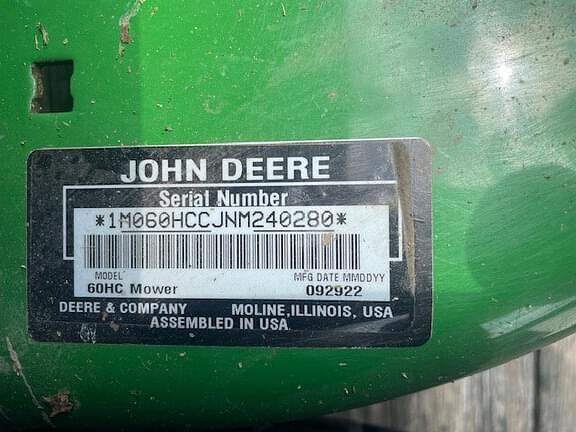 JOHN DEERE
Serial Number
*1M060HCCJNM240280*
MODEL MFG DATE MMDDYY
60HC Mower 092922
DEERE & COMPANY MOLINE, ILLINOIS, USA
ASSEMBLED IN USA